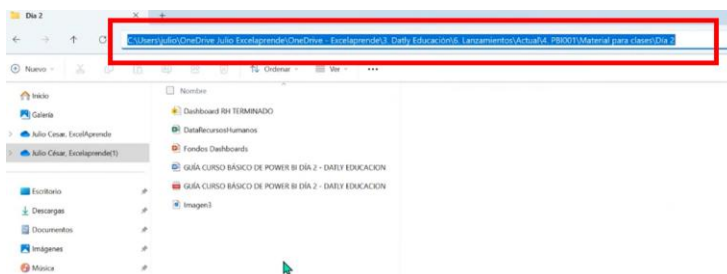 Día 2
C:\Users\julio\OneDrive Julio Excelaprende\OneDrive - Excelaprende\3. Datly Educación\6. Lanzamientos\Actual\4. PBI001\Material para clases\Día 2
Nuevo
Ordenar
Ver
Inicio
Nombre
Galería
Dashboard RH TERMINADO
Julio Cesar, ExcelAprende
DataRecursosHumanos
Julio César, Excelaprende(1)
Fondos Dashboards
GUÍA CURSO BÁSICO DE POWER BI DÍA 2 - DATLY EDUCACION
Escritorio
GUÍA CURSO BÁSICO DE POWER BI DÍA 2 - DATLY EDUCACION
Descargas
Imagen3
Documentos
Imágenes
Música